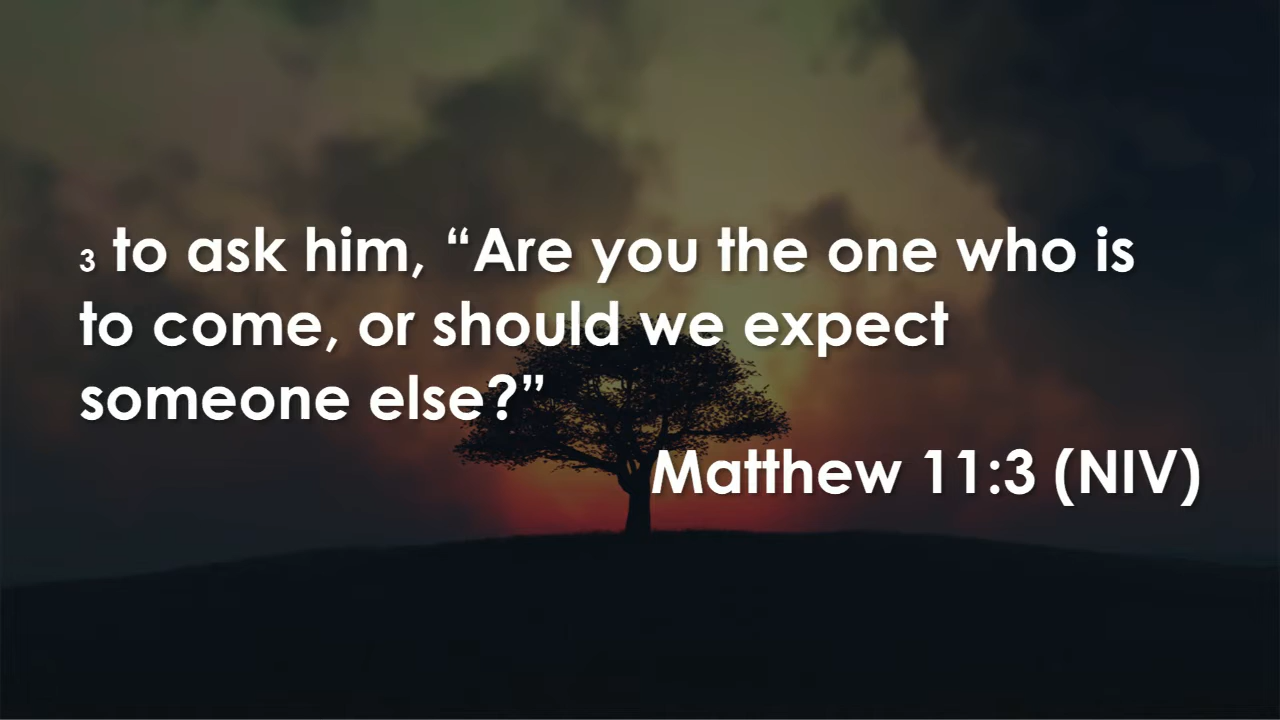 3 to ask him, “Are you the one who is
to come, or should we expect
someone else?”
Matthew 11:3 (NIV)